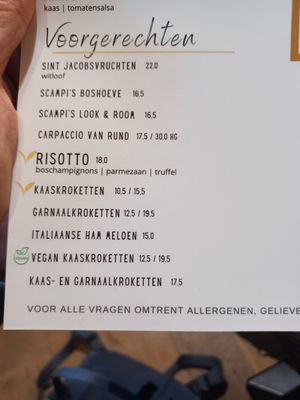 kaas | tomatensalsa
Voorgerechten
SINT JACOBSVRUCHTEN 22,0
witloof
SCAMPI'S BOSHOEVE 16,5
SCAMPI'S LOOK & ROOM 16,5
CARPACCIO VAN RUND 17,5 / 30,0 HG
RISOTTO 18,0
boschampignons | parmezaan | truffel
KAASKROKETTEN 10,5 / 15,5
GARNAALKROKETTEN 12,5 / 19,5
ITALIAANSE HAM MELOEN 15,0
VEGAN KAASKROKETTEN 12,5 / 19,5
KAAS- EN GARNAALKROKETTEN 17,5
VOOR ALLE VRAGEN OMTRENT ALLERGENEN, GELIEVE